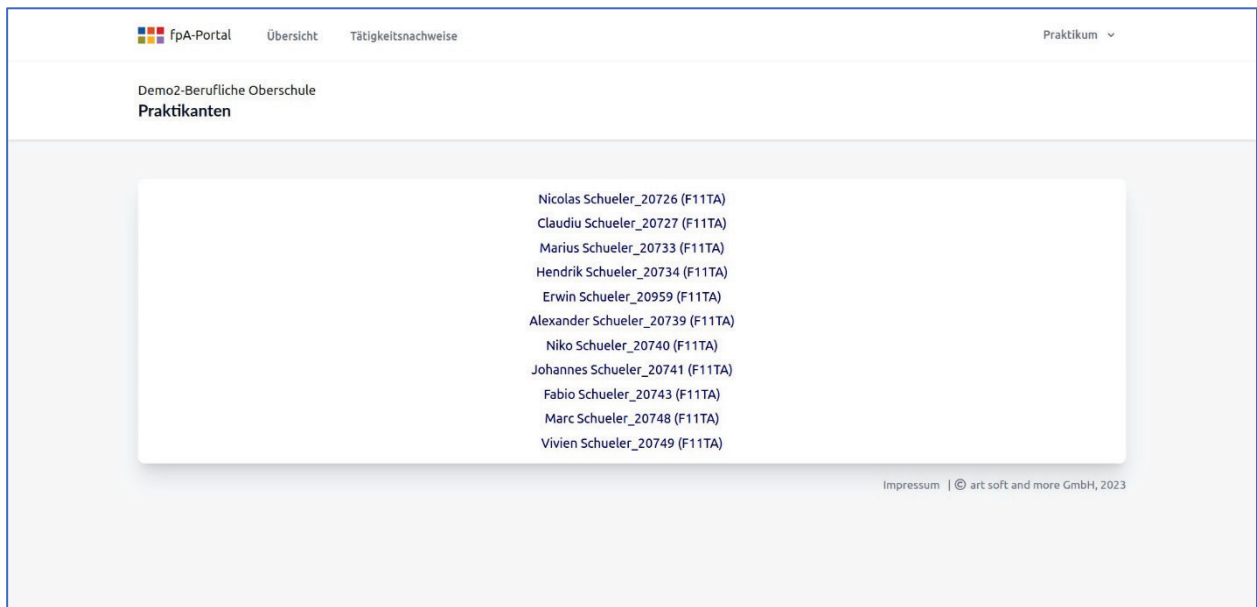 fpA-Portal Übersicht Tätigkeitsnachweise Praktikum
Demo2-Berufliche Oberschule
Praktikanten
Nicolas Schueler_20726 (F11TA)
Claudiu Schueler_20727 (F11TA)
Marius Schueler_20733 (F11TA)
Hendrik Schueler_20734 (F11TA)
Erwin Schueler_20959 (F11TA)
Alexander Schueler_20739 (F11TA)
Niko Schueler_20740 (F11TA)
Johannes Schueler_20741 (F11TA)
Fabio Schueler_20743 (F11TA)
Marc Schueler_20748 (F11TA)
Vivien Schueler_20749 (F11TA)
Impressum | © art soft and more GmbH, 2023